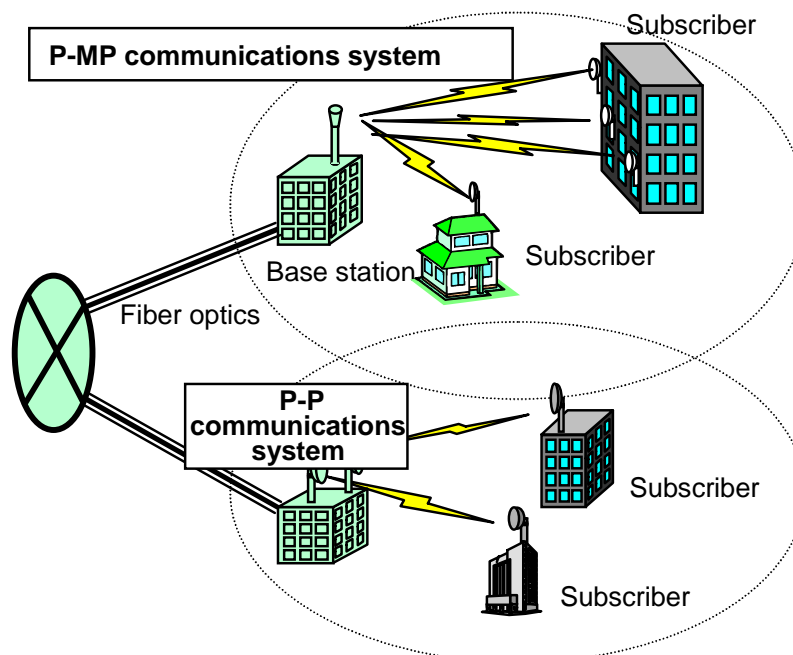 Subscriber
P-MP communications system
Base station
Subscriber
Fiber optics
P-P
communications
system
Subscriber
Subscriber